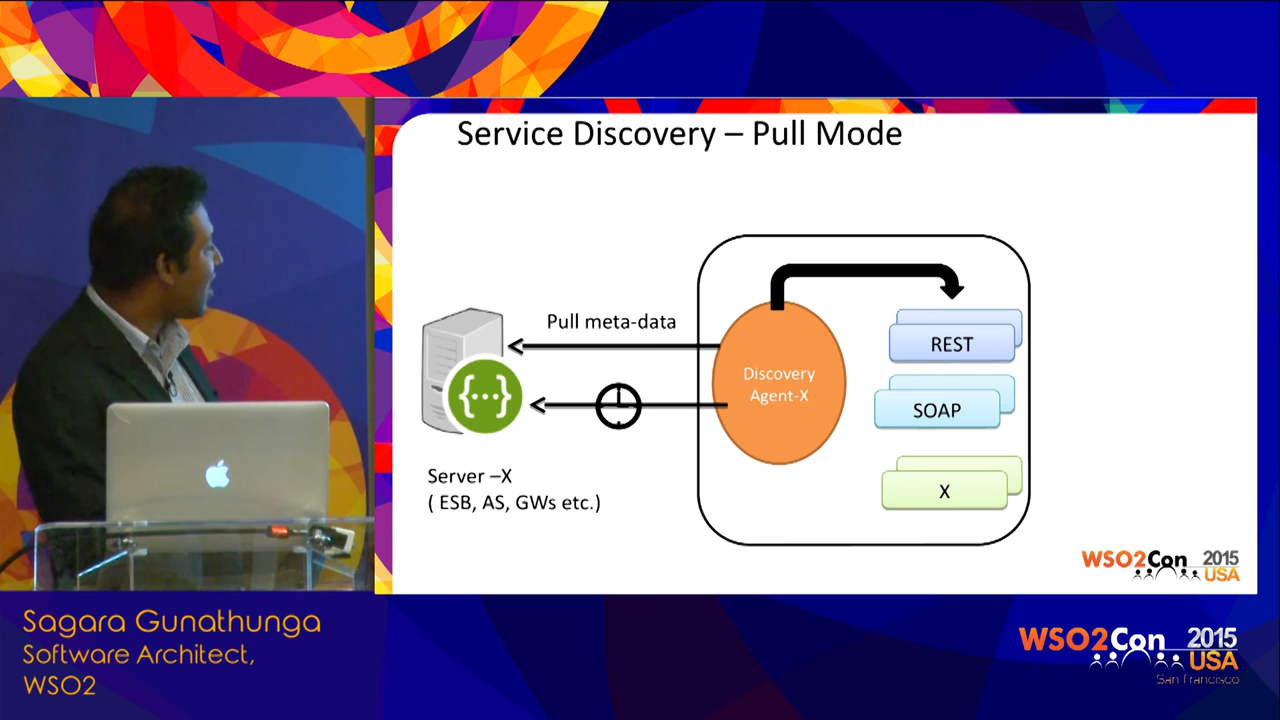 Service Discovery – Pull Mode
Pull meta-data
Discovery
Agent-X
REST
SOAP
X
{···}
Server –X
( ESB, AS, GWs etc.)
WSO2Con 2015
USA
Sagara Gunathunga
Software Architect,
WSO2
WSO2Con 2015
USA
San Francisco